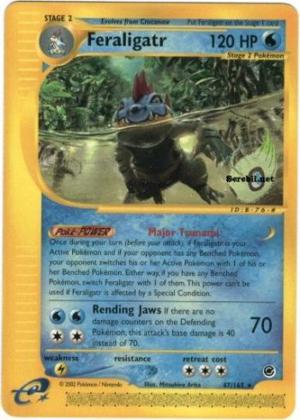 STAGE 2
Evolves from Croconaw
Put Feraligatr on the Stage 1 card
Feraligatr 120 HP
Stage 2 Pokémon
Serebii.net
Poké-POWER Major Tsunami
Once during your turn (before your attack), if Feraligatr is your
Active Pokémon and if your opponent has any Benched Pokémon,
your opponent switches his or her Active Pokémon with 1 of his or
her Benched Pokémon. Either way, if you have any Benched
Pokémon, switch Feraligatr with 1 of them. This power can't be
used if Feraligatr is affected by a Special Condition.
Rending Jaws If there are no
damage counters on the Defending
Pokémon, this attack's base damage is 40
instead of 70.
70
weakness resistance retreat cost
e © 2002 Pokémon / Nintendo Illus. Mitsuhiro Arita 47/165 ★